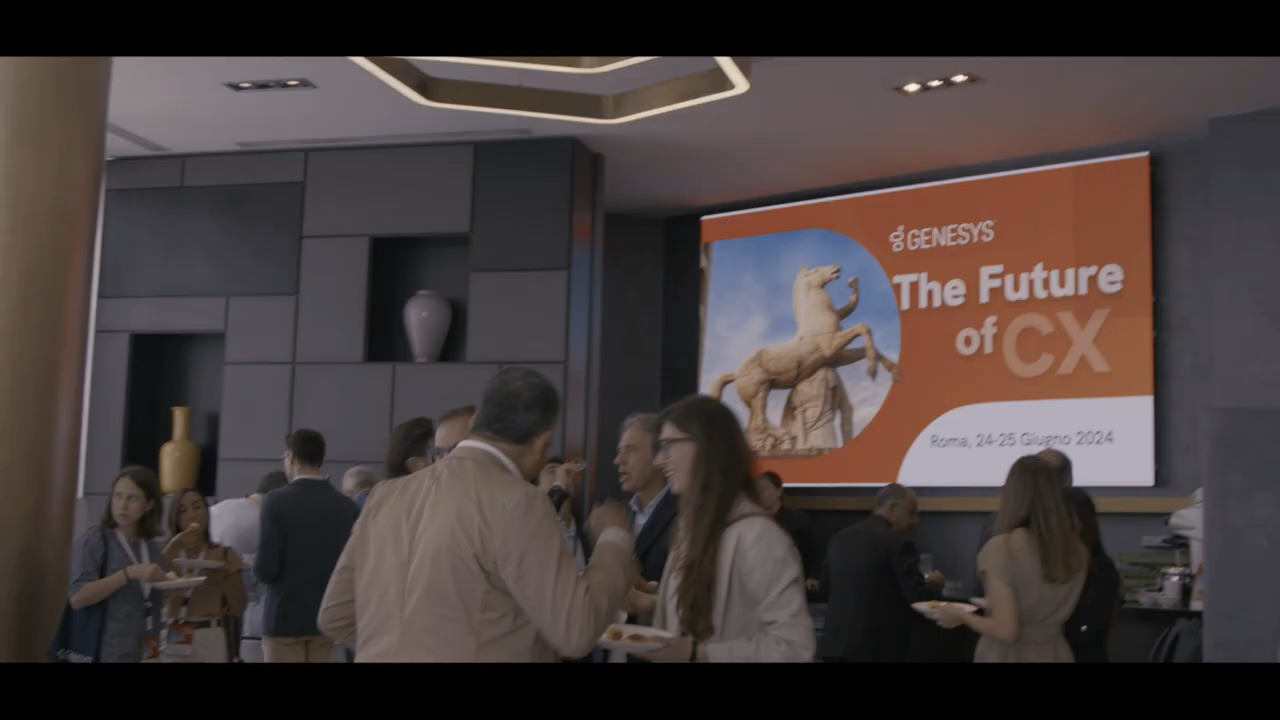 GENESYS
The Future
of CX
Roma, 24-25 Giugno 2024